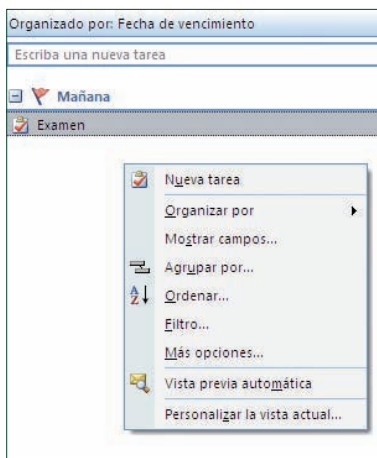 Organizado por: Fecha de vencimiento
Escriba una nueva tarea
Mañana
Examen
Nueva tarea
Organizar por
Mostrar campos...
Agrupar por...
Ordenar...
Filtro...
Más opciones...
Vista previa automática
Personalizar la vista actual...